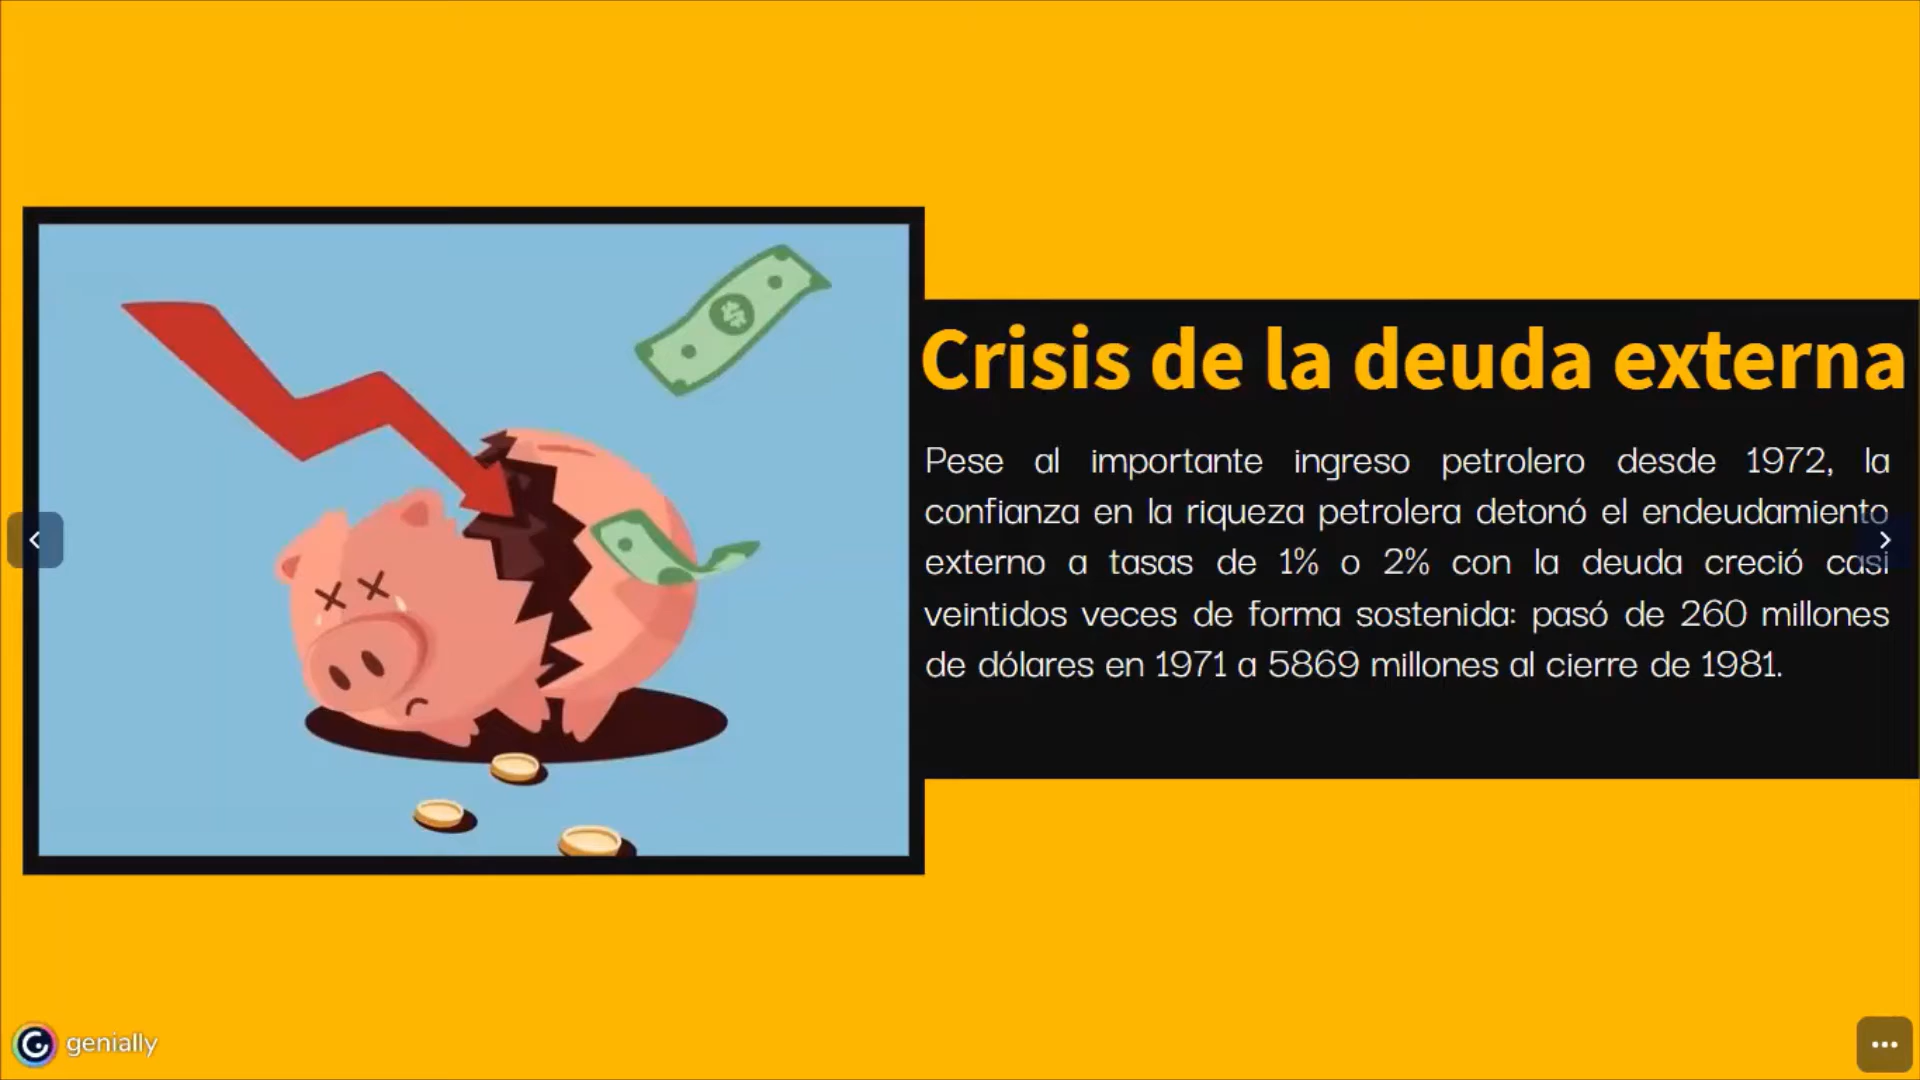 Crisis de la deuda externa
Pese al importante ingreso petrolero desde 1972, la
confianza en la riqueza petrolera detonó el endeudamiento
externo a tasas de 1% o 2% con la deuda creció casi
veintidos veces de forma sostenida: pasó de 260 millones
de dólares en 1971 a 5869 millones al cierre de 1981.
genially